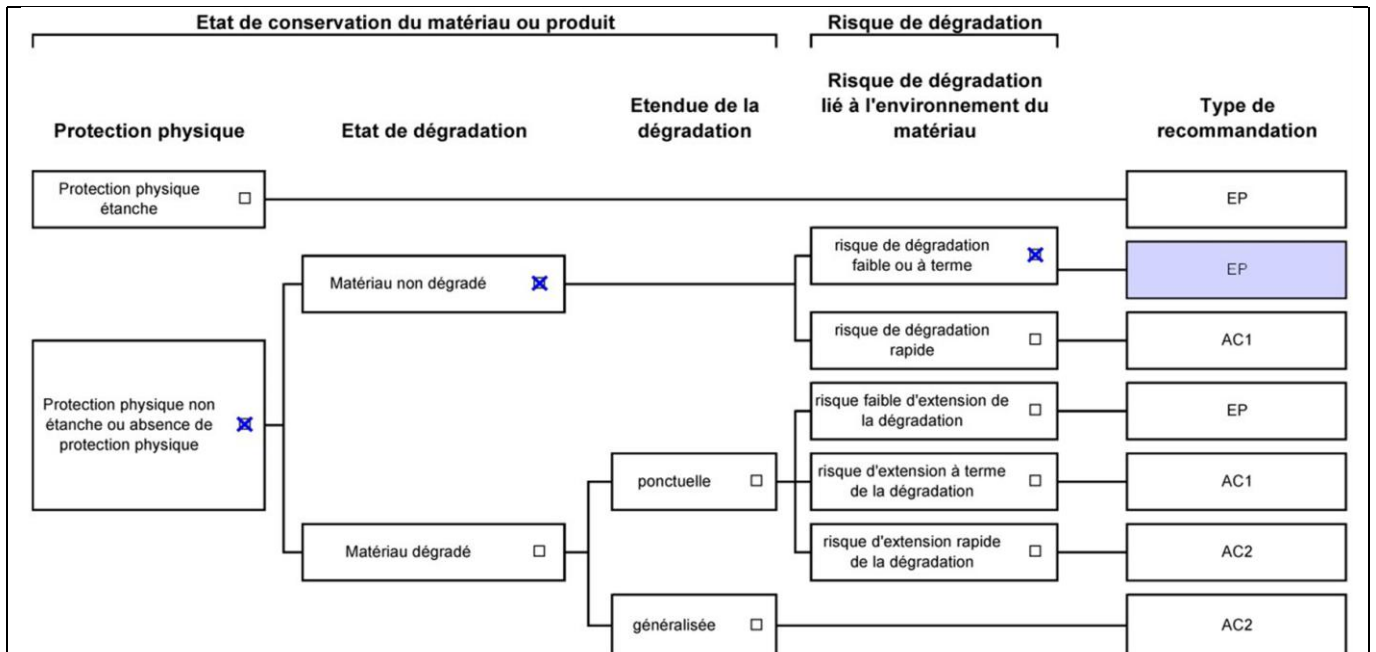 Etat de conservation du matériau ou produit
Risque de dégradation
Protection physique
Etat de dégradation
Etendue de la
dégradation
Risque de dégradation
lié à l'environnement du
matériau
Type de
recommandation
Protection physique
étanche
EP
Protection physique non
étanche ou absence de
protection physique
Matériau non dégradé
risque de dégradation
faible ou à terme
EP
risque de dégradation
rapide
AC1
Matériau dégradé
ponctuelle
risque faible d'extension de
la dégradation
EP
risque d'extension à terme
de la dégradation
AC1
risque d'extension rapide
de la dégradation
AC2
généralisée
AC2